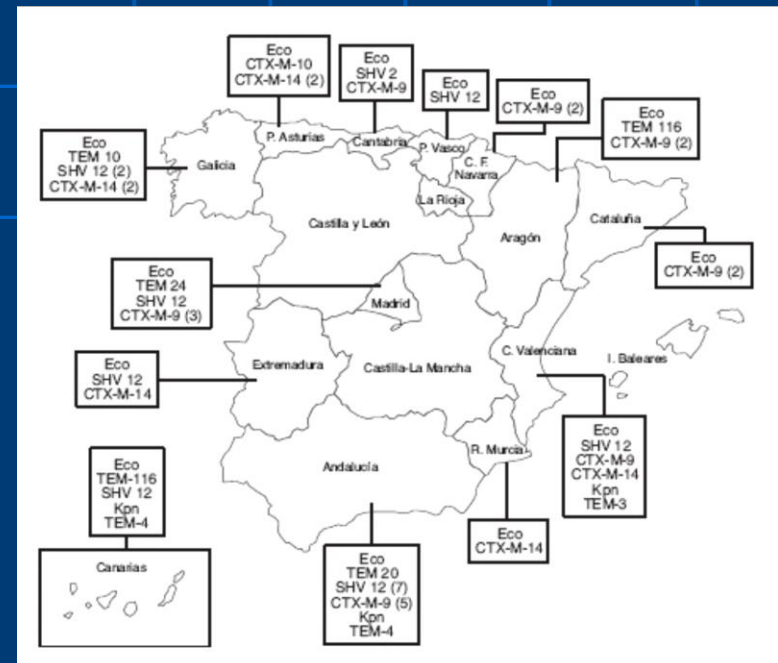 Eco
CTX-M-10
CTX-M-14 (2)
Eco
SHV 2
CTX-M-9
Eco
SHV 12
Eco
CTX-M-9 (2)
Eco
TEM 116
CTX-M-9 (2)
Eco
TEM 10
SHV 12 (2)
CTX-M-14 (2)
Galicia
P. Asturias
Cantabria
P. Vasco
C. F.
Navarra
La Rioja
Castilla y León
Aragón
Cataluña
Eco
CTX-M-9 (2)
Eco
TEM 24
SHV 12
CTX-M-9 (3)
Madrid
Eco
SHV 12
CTX-M-14
Extremadura
Castilla-La Mancha
C. Valenciana
I. Baleares
Eco
SHV 12
CTX-M-9
CTX-M-14
Kpn
TEM-3
Eco
TEM-116
SHV 12
Kpn
TEM-4
Andalucía
R. Murcia
Eco
CTX-M-14
Canarias
Eco
TEM 20
SHV 12 (7)
CTX-M-9 (5)
Kpn
TEM-4